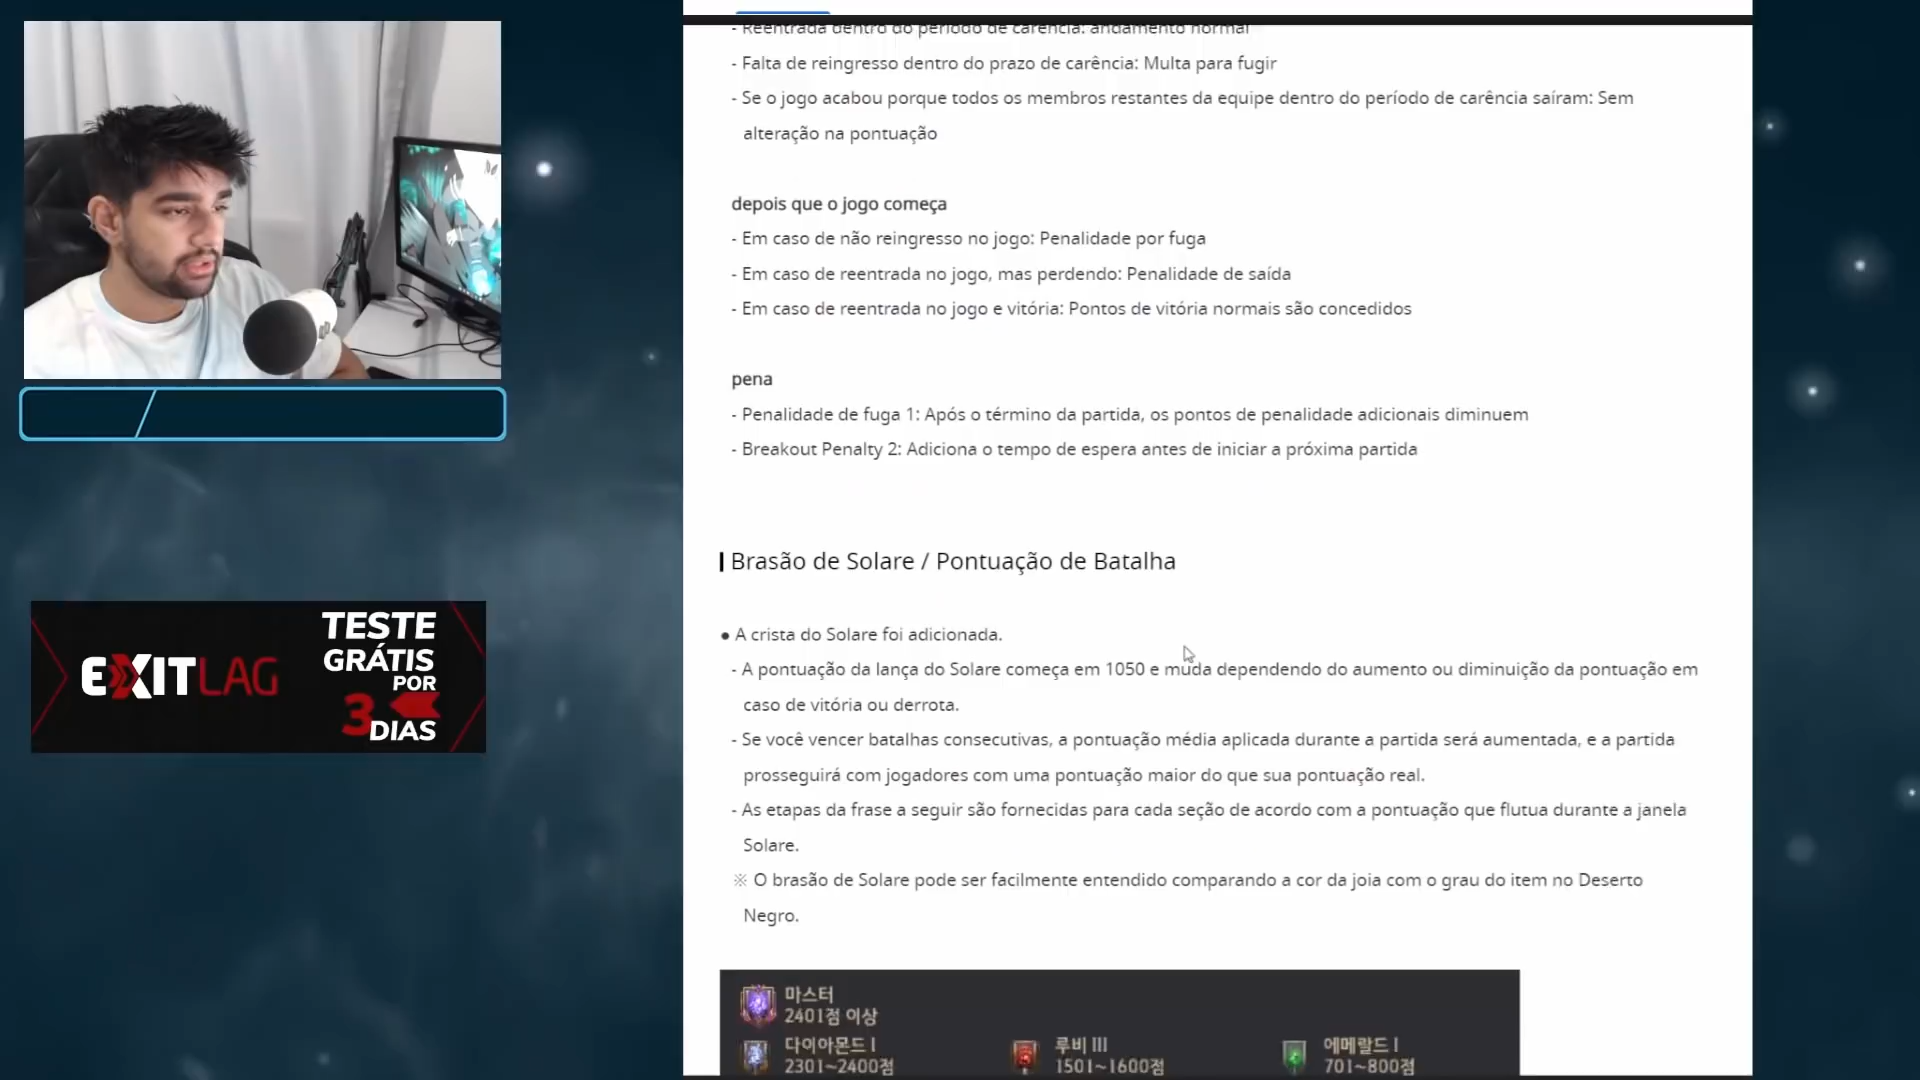 - Reentrada dentro do período de carência: andamento normal
- Falta de reingresso dentro do prazo de carência: Multa para fugir
- Se o jogo acabou porque todos os membros restantes da equipe dentro do período de carência saíram: Sem
alteração na pontuação
depois que o jogo começa
- Em caso de não reingresso no jogo: Penalidade por fuga
- Em caso de reentrada no jogo, mas perdendo: Penalidade de saída
- Em caso de reentrada no jogo e vitória: Pontos de vitória normais são concedidos
pena
- Penalidade de fuga 1: Após o término da partida, os pontos de penalidade adicionais diminuem
- Breakout Penalty 2: Adiciona o tempo de espera antes de iniciar a próxima partida
Brasão de Solare / Pontuação de Batalha
● A crista do Solare foi adicionada.
- A pontuação da lança do Solare começa em 1050 e muda dependendo do aumento ou diminuição da pontuação em
caso de vitória ou derrota.
- Se você vencer batalhas consecutivas, a pontuação média aplicada durante a partida será aumentada, e a partida
prosseguirá com jogadores com uma pontuação maior do que sua pontuação real.
- As etapas da frase a seguir são fornecidas para cada seção de acordo com a pontuação que flutua durante a janela
Solare.
※ O brasão de Solare pode ser facilmente entendido comparando a cor da joia com o grau do item no Deserto
Negro.
마스터
2401점 이상
다이아몬드 I
2301~2400점
루비 III
1501~1600점
에메랄드 I
701~800점
EXITLAG
TESTE
GRÁTIS
POR
3
DIAS